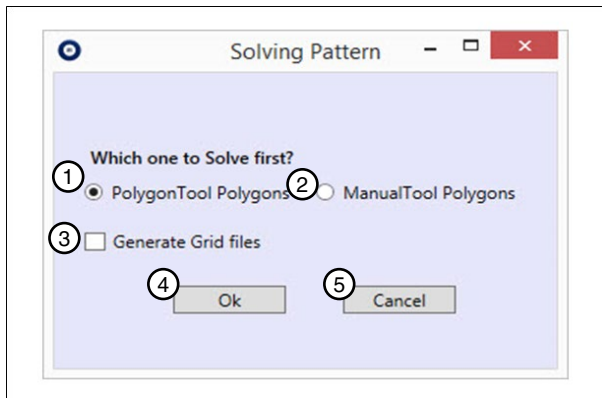 Solving Pattern
Which one to Solve first?
1 PolygonTool Polygons 2 ManualTool Polygons
3 Generate Grid files
4 Ok 5 Cancel